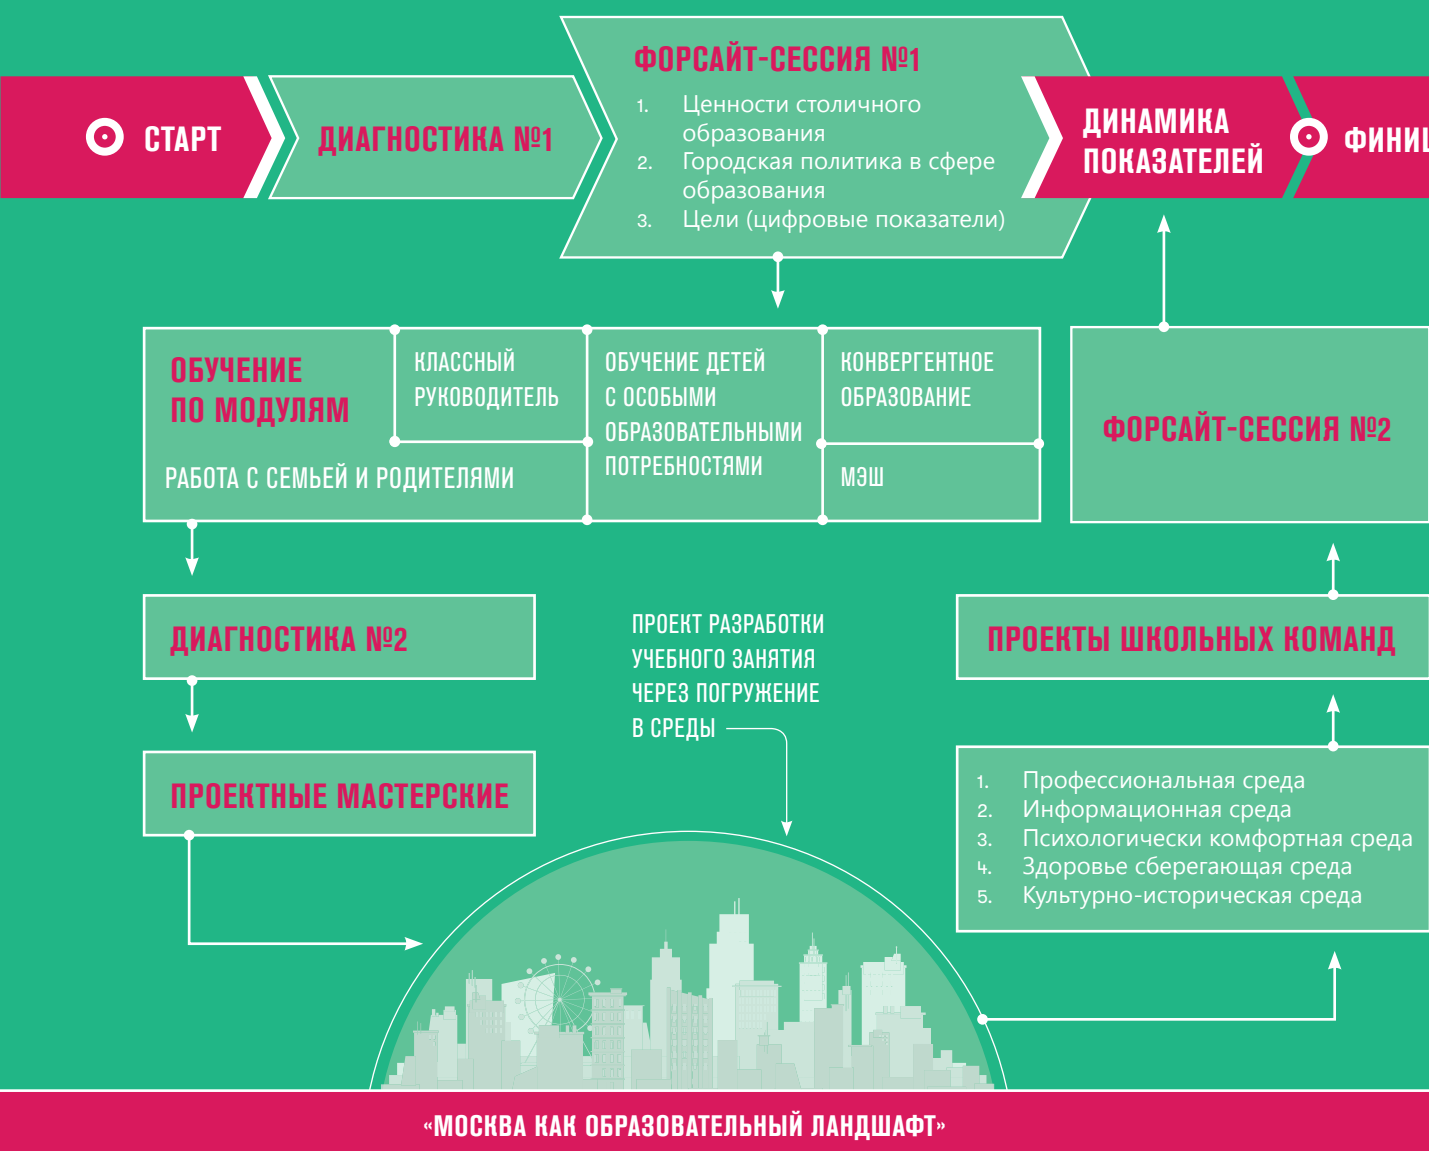 СТАРТ
ДИАГНОСТИКА №1
ФОРСАЙТ-СЕССИЯ №1
1. Ценности столичного
образования
2. Городская политика в сфере
образования
3. Цели (цифровые показатели)
ДИНАМИКА
ПОКАЗАТЕЛЕЙ
ФИНИШ
ОБУЧЕНИЕ
ПО МОДУЛЯМ
КЛАССНЫЙ
РУКОВОДИТЕЛЬ
РАБОТА С СЕМЬЕЙ И РОДИТЕЛЯМИ
ОБУЧЕНИЕ ДЕТЕЙ
С ОСОБЫМИ
ОБРАЗОВАТЕЛЬНЫМИ
ПОТРЕБНОСТЯМИ
КОНВЕРГЕНТНОЕ
ОБРАЗОВАНИЕ
МЭШ
ФОРСАЙТ-СЕССИЯ №2
ДИАГНОСТИКА №2
ПРОЕКТНЫЕ МАСТЕРСКИЕ
ПРОЕКТ РАЗРАБОТКИ
УЧЕБНОГО ЗАНЯТИЯ
ЧЕРЕЗ ПОГРУЖЕНИЕ
В СРЕДЫ
ПРОЕКТЫ ШКОЛЬНЫХ КОМАНД
1. Профессиональная среда
2. Информационная среда
3. Психологически комфортная среда
4. Здоровье сберегающая среда
5. Культурно-историческая среда
«МОСКВА КАК ОБРАЗОВАТЕЛЬНЫЙ ЛАНДШАФТ»